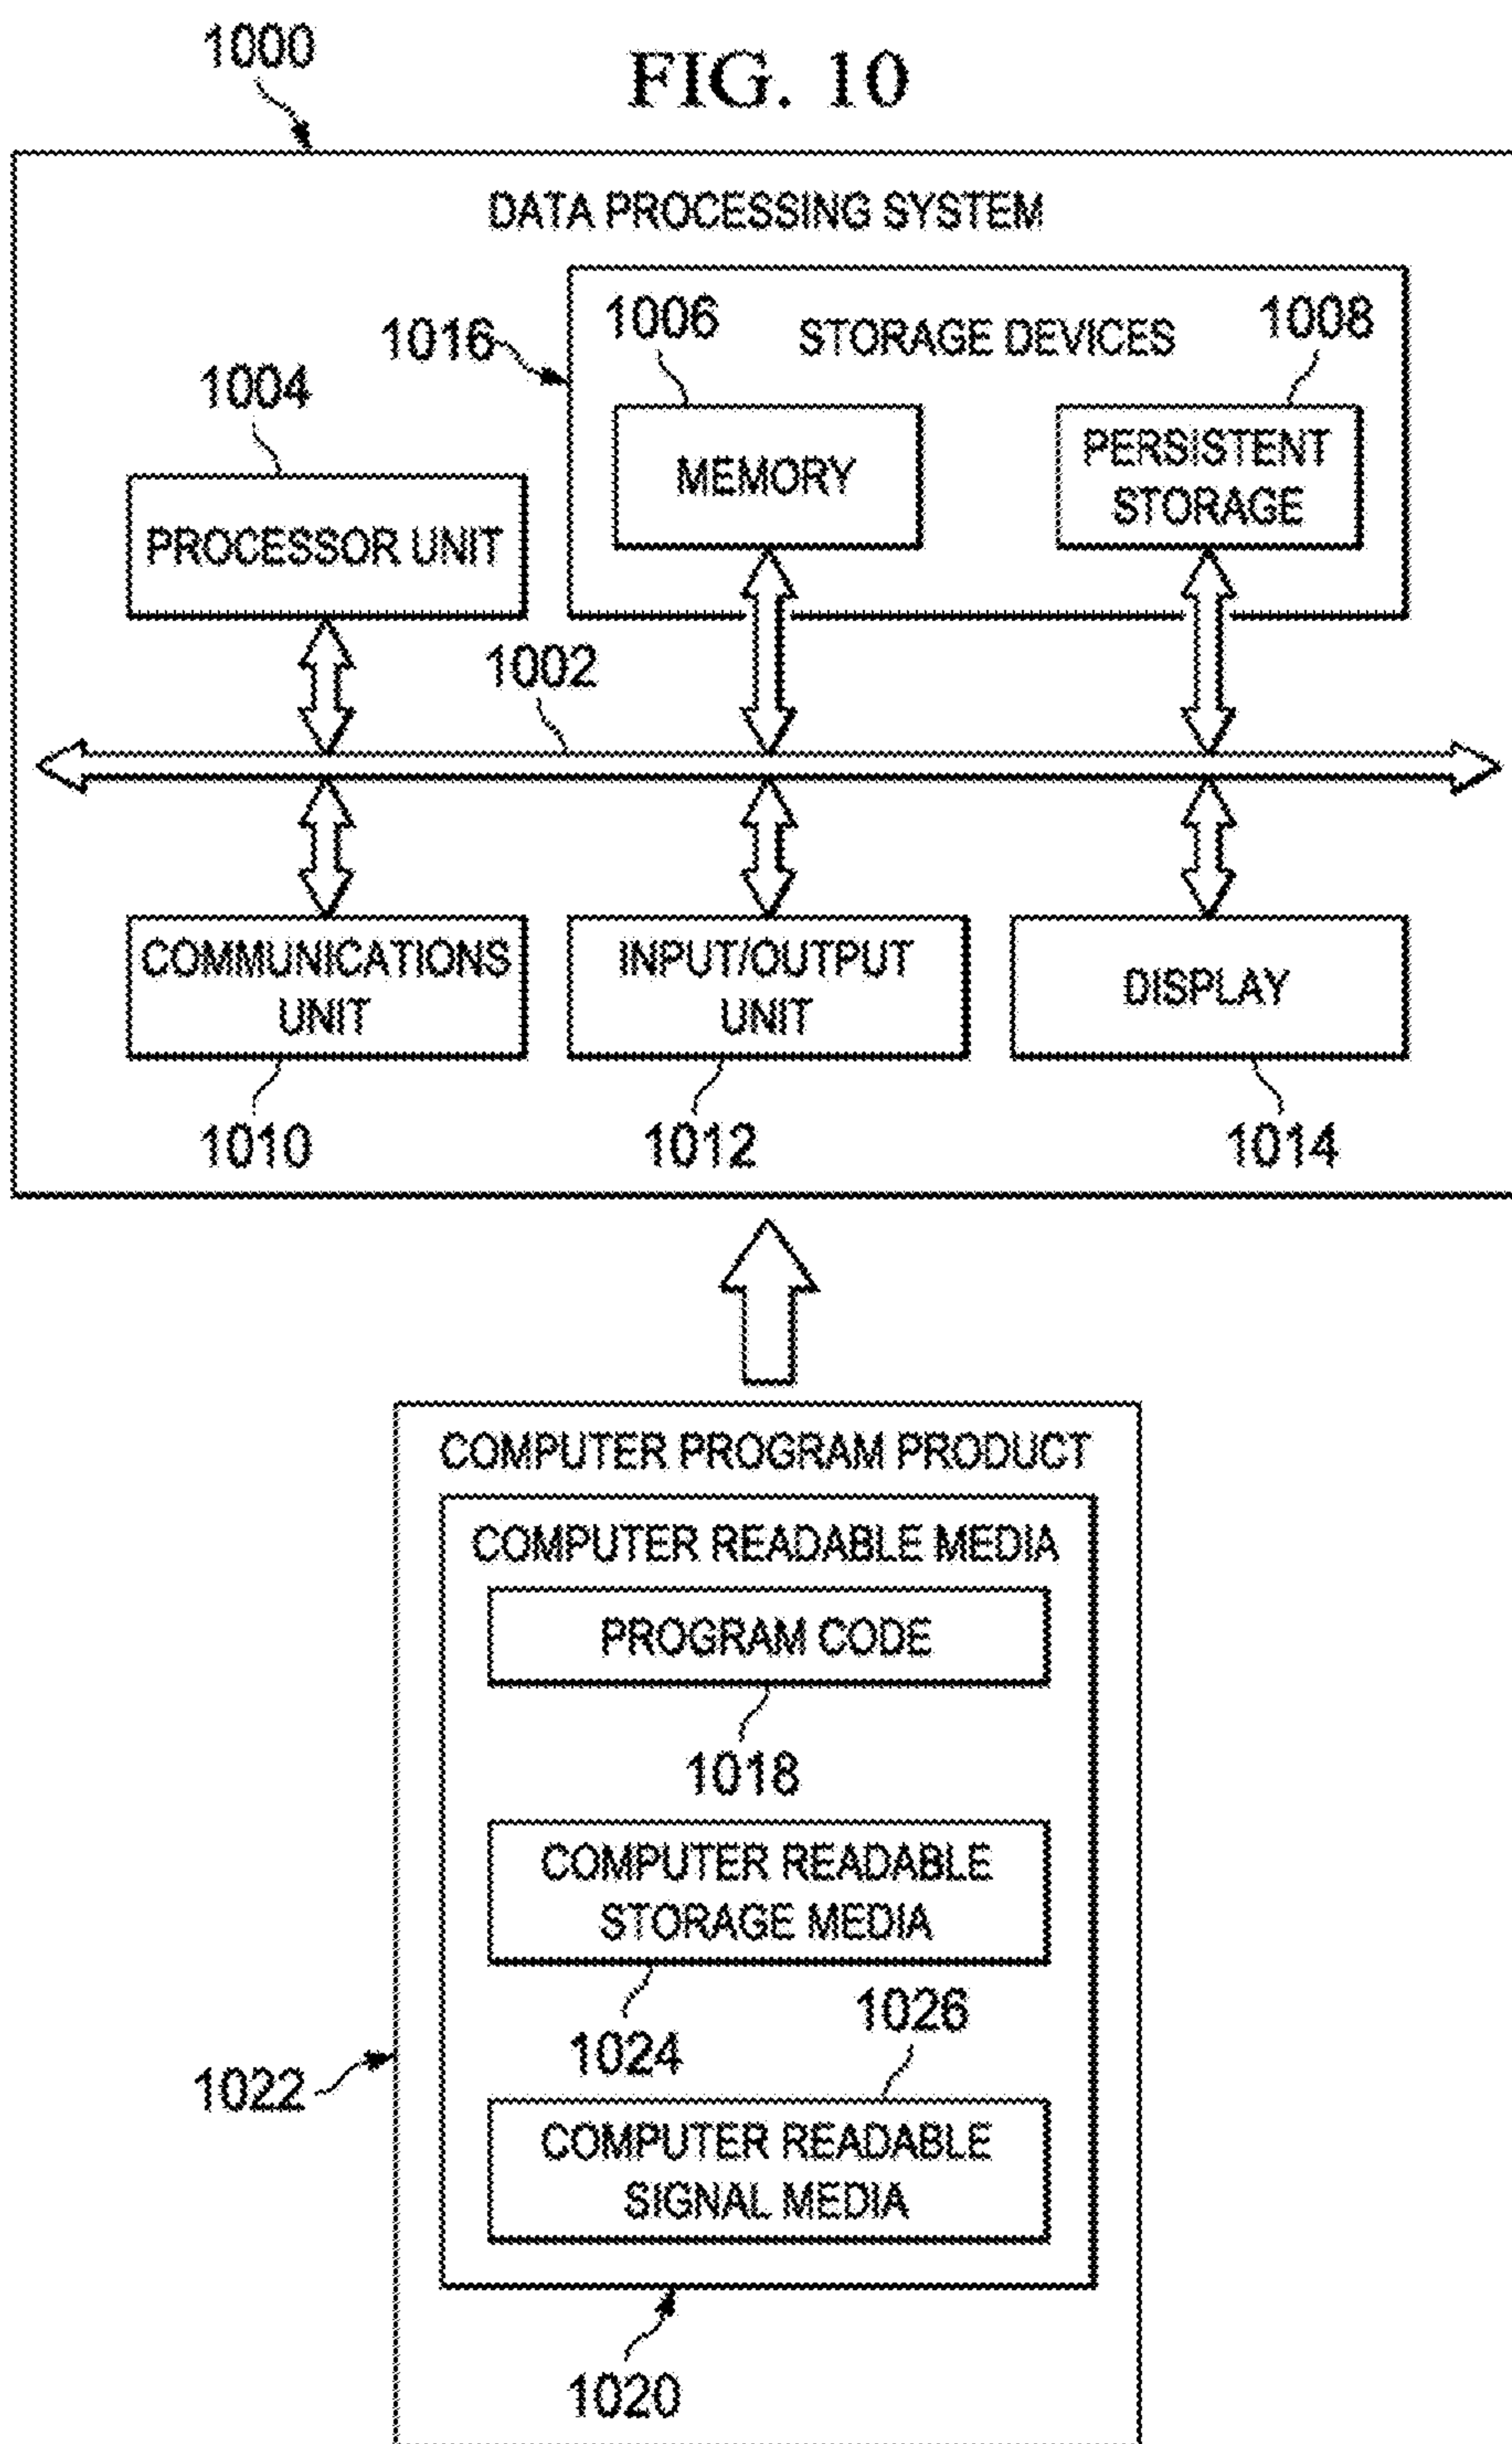 1000
FIG. 10
DATA PROCESSING SYSTEM
1016
1006
STORAGE DEVICES
1008
1004
MEMORY
PERSISTENT
STORAGE
PROCESSOR UNIT
1002
COMMUNICATIONS
UNIT
INPUT/OUTPUT
UNIT
DISPLAY
1010
1012
1014
COMPUTER PROGRAM PRODUCT
COMPUTER READABLE MEDIA
PROGRAM CODE
1018
COMPUTER READABLE
STORAGE MEDIA
1024
1026
1022
COMPUTER READABLE
SIGNAL MEDIA
1020